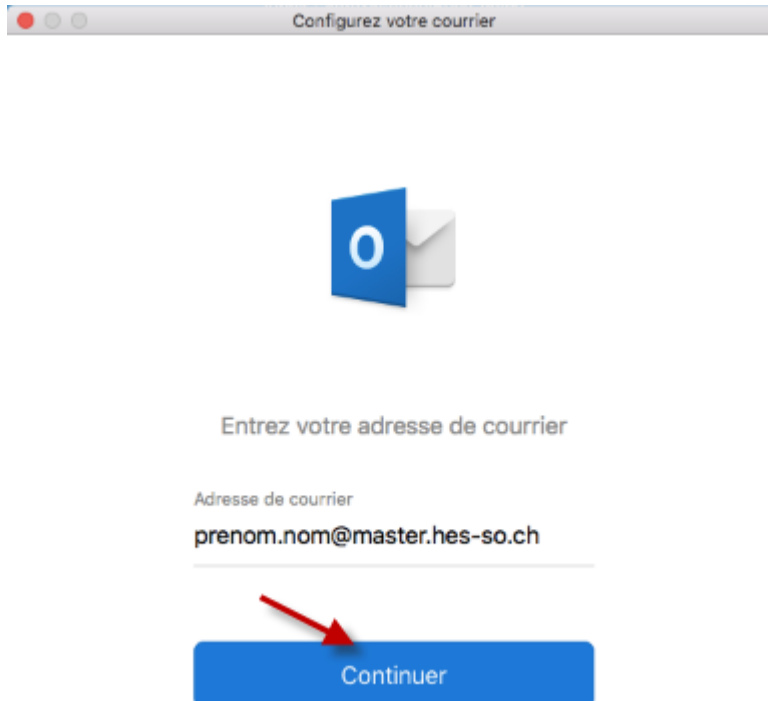 Configurez votre courrier
O
Entrez votre adresse de courrier
Adresse de courrier
prenom.nom@master.hes-so.ch
Continuer